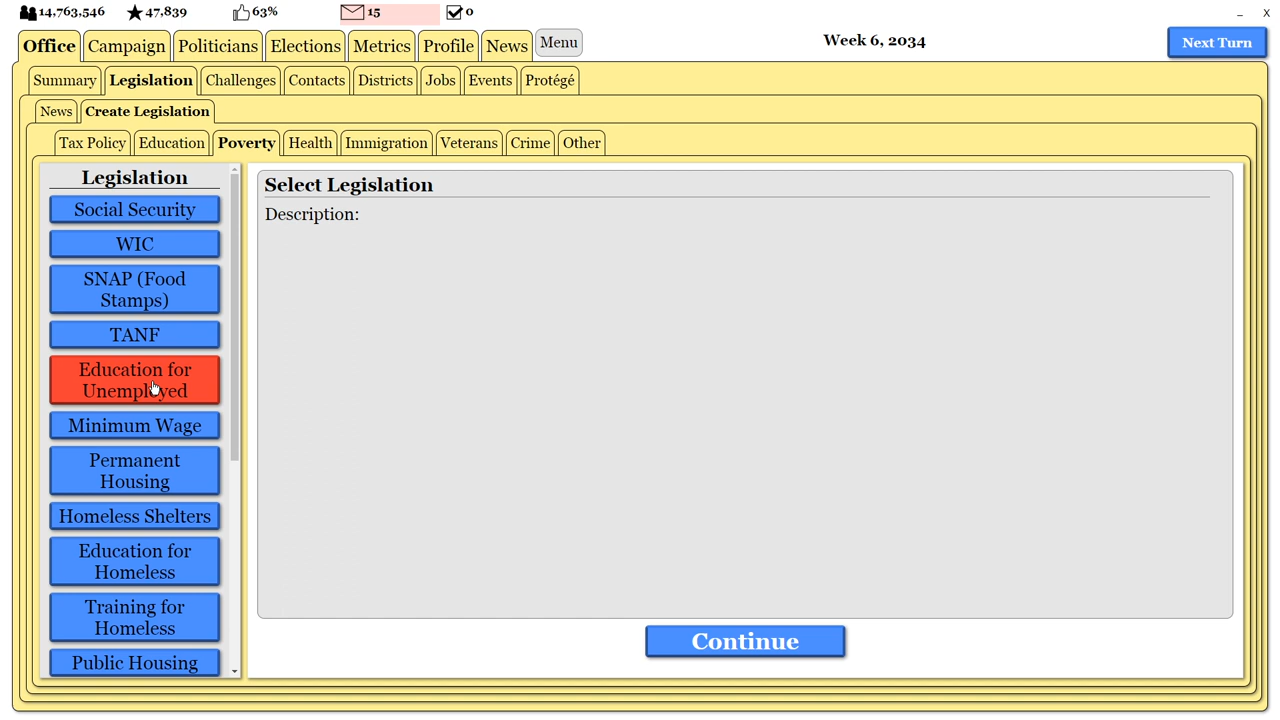 14,763,546 47,839 63% 15 0 _ X
Office Campaign Politicians Elections Metrics Profile News Menu
Week 6, 2034
Next Turn
Summary Legislation Challenges Contacts Districts Jobs Events Protégé
News Create Legislation
Tax Policy Education Poverty Health Immigration Veterans Crime Other
Legislation
Social Security
WIC
SNAP (Food
Stamps)
TANF
Education for
Unemployed
Minimum Wage
Permanent
Housing
Homeless Shelters
Education for
Homeless
Training for
Homeless
Public Housing
Select Legislation
Description:
Continue